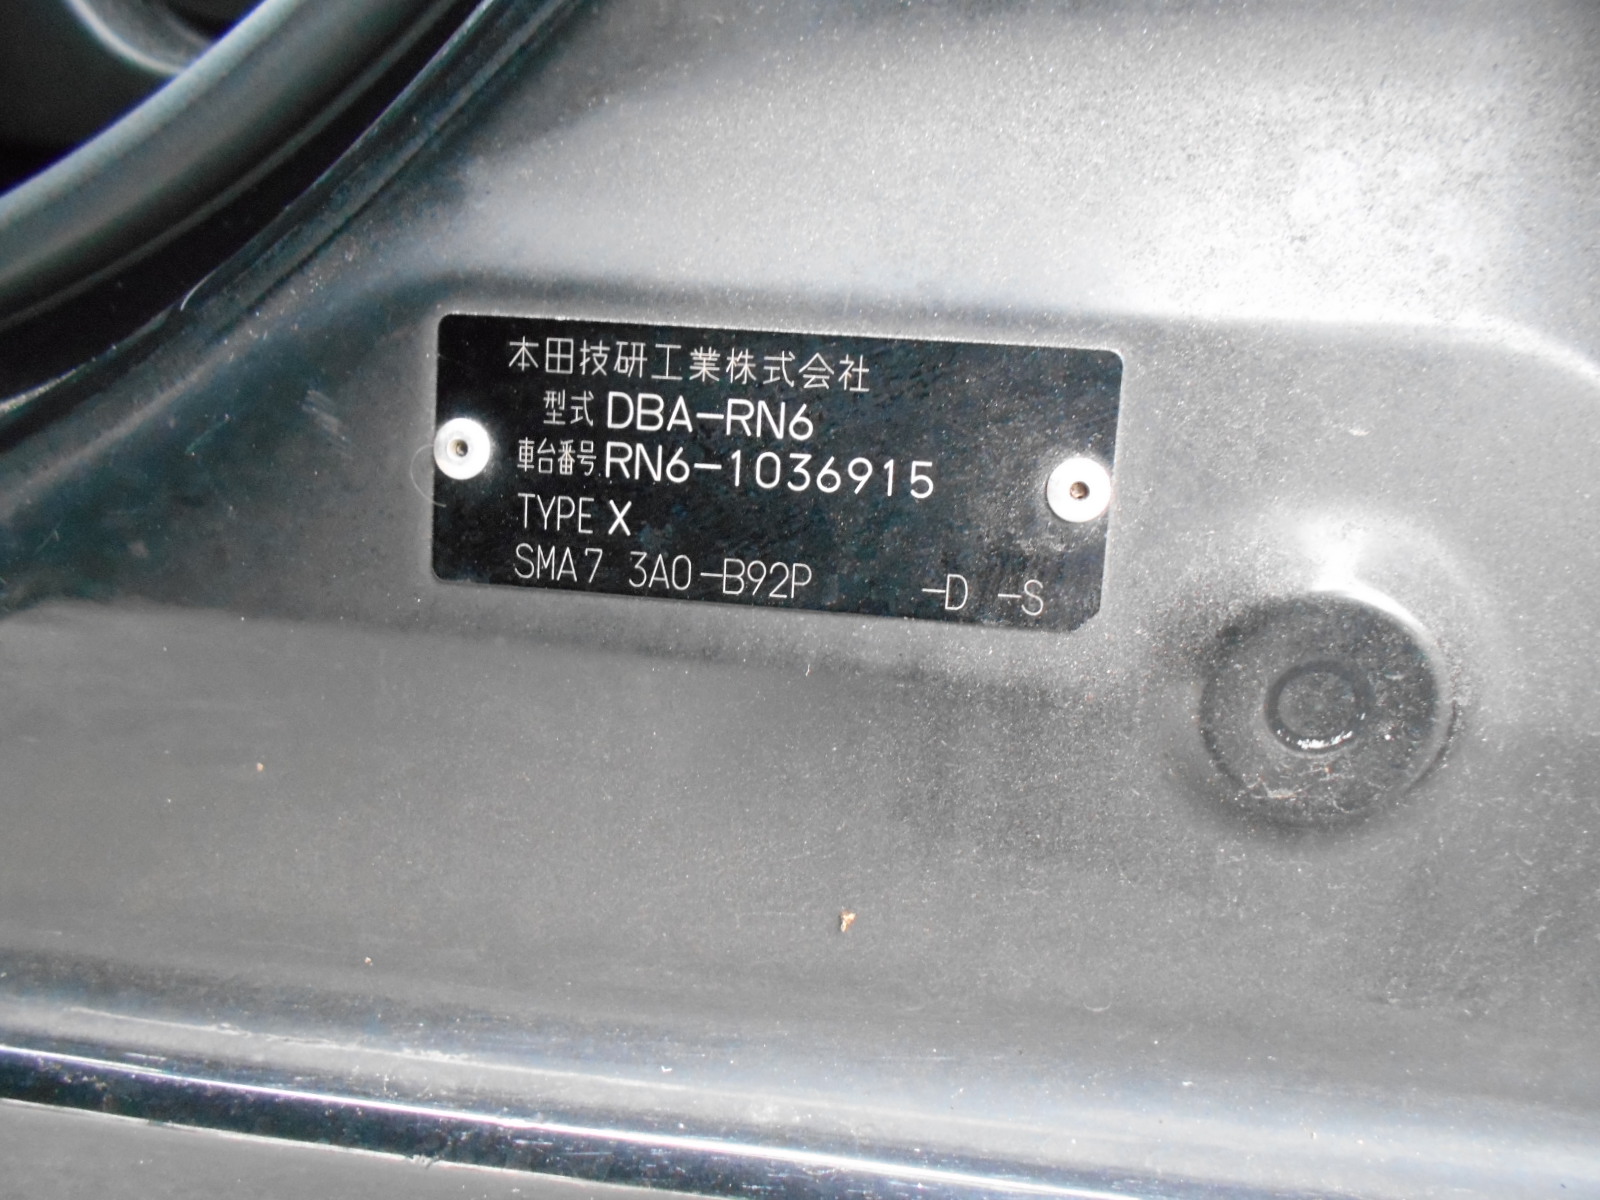 本田技研工業株式会社
型式 DBA-RN6
車台番号 RN6-1036915
TYPE X
SMA7 3A0-B92P -D -S